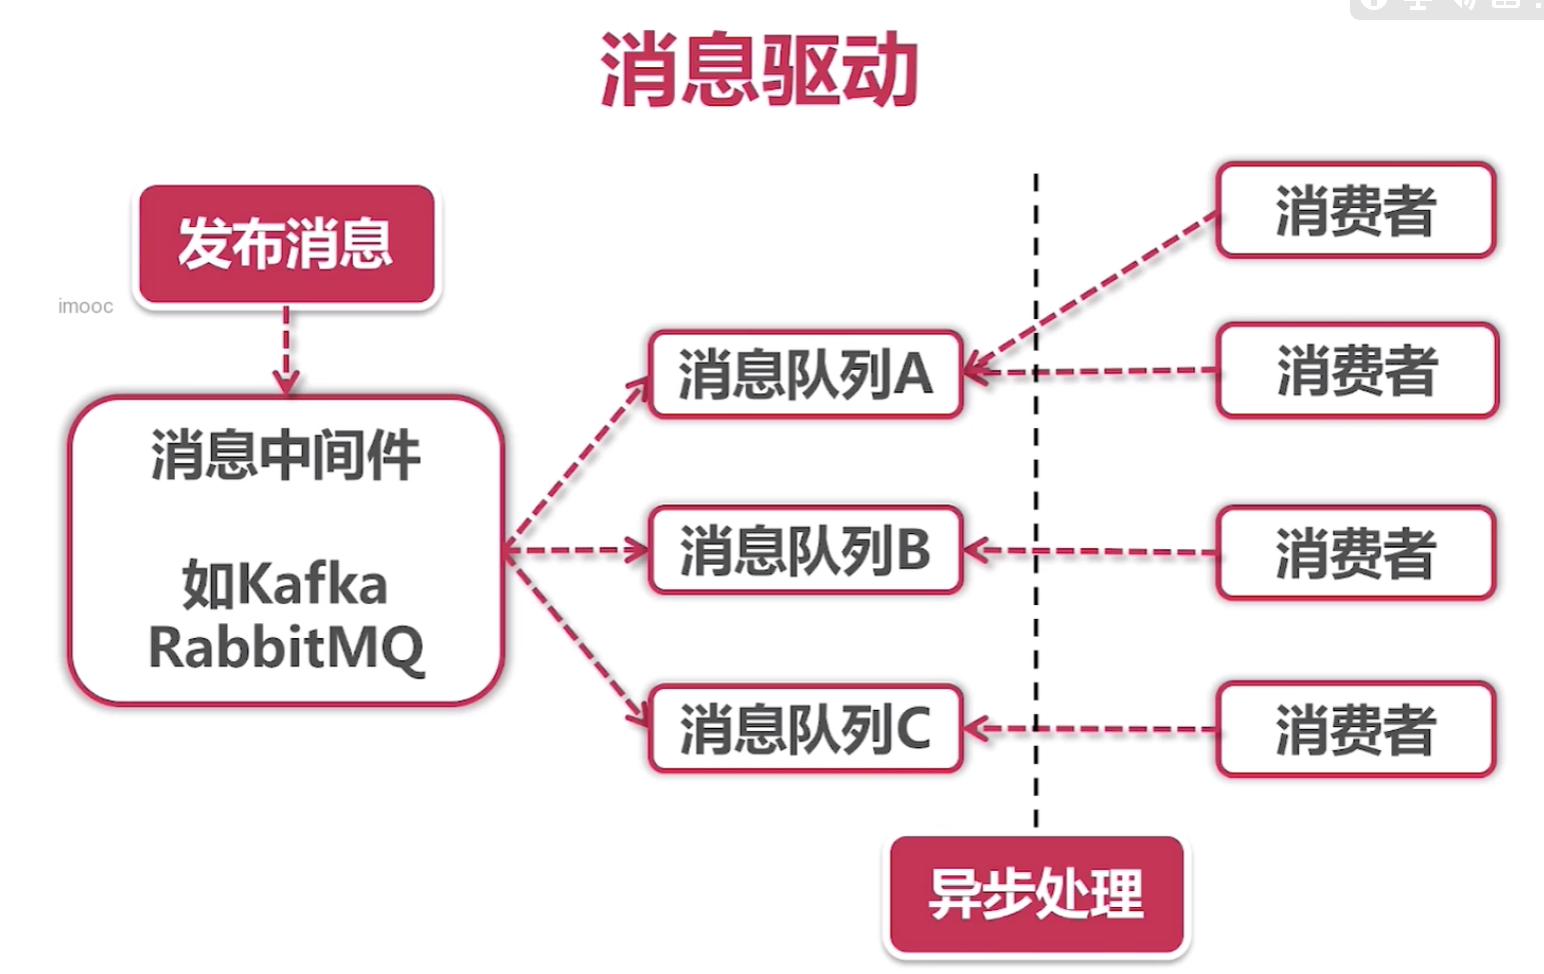 消息驱动
发布消息
imooc
消息中间件
如Kafka
RabbitMQ
消息队列A
消息队列B
消息队列C
消费者
消费者
消费者
消费者
异步处理